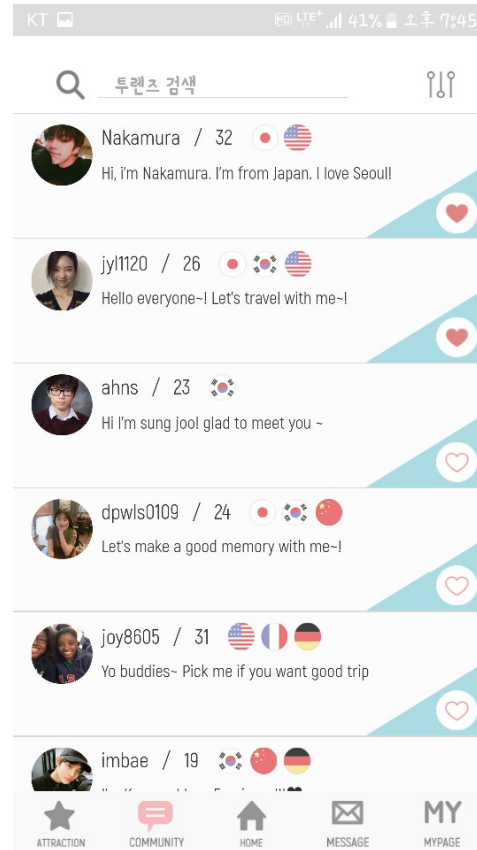 KT HD LTE+ 41% 오후 7:45
투렌즈 검색
Nakamura / 32
Hi, i'm Nakamura. I'm from Japan. I love Seoul!
jyl1120 / 26
Hello everyone~! Let's travel with me~!
ahns / 23
Hi I'm sung joo! glad to meet you ~
dpwls0109 / 24
Let's make a good memory with me~!
joy8605 / 31
Yo buddies~ Pick me if you want good trip
imbae / 19
MY
ATTRACTION COMMUNITY HOME MESSAGE MYPAGE